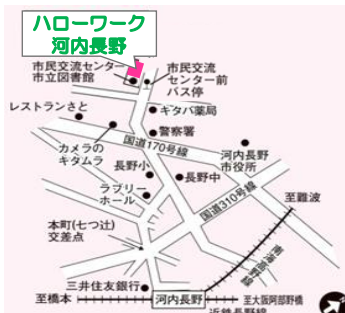 ハローワーク
河内長野
市民交流センター
市立図書館
市民交流
センター前
バス停
レストランさと
キタバ薬局
警察署
カメラの
キタムラ
国道170号線
河内長野
市役所
長野小
長野中
ラブリー
ホール
国道310号線
至難波
本町(七つ辻)
交差点
南海高野線
三井住友銀行
至橋本
河内長野
至大阪阿部野橋
近鉄長野線